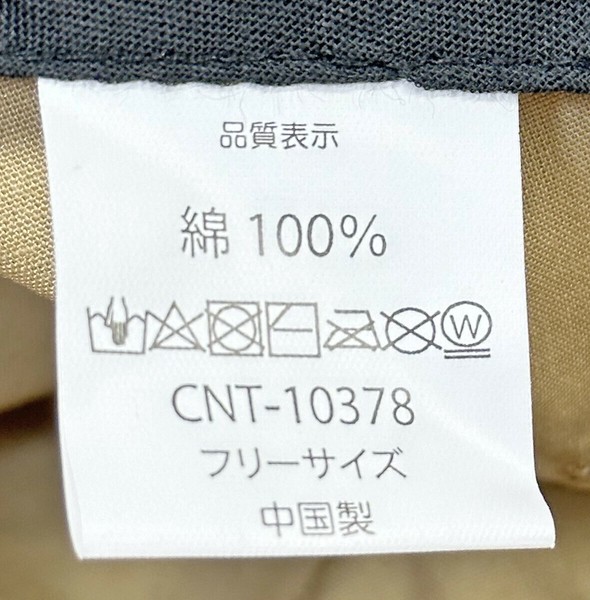 品質表示
綿 100%
W
CNT-10378
フリーサイズ
中国製